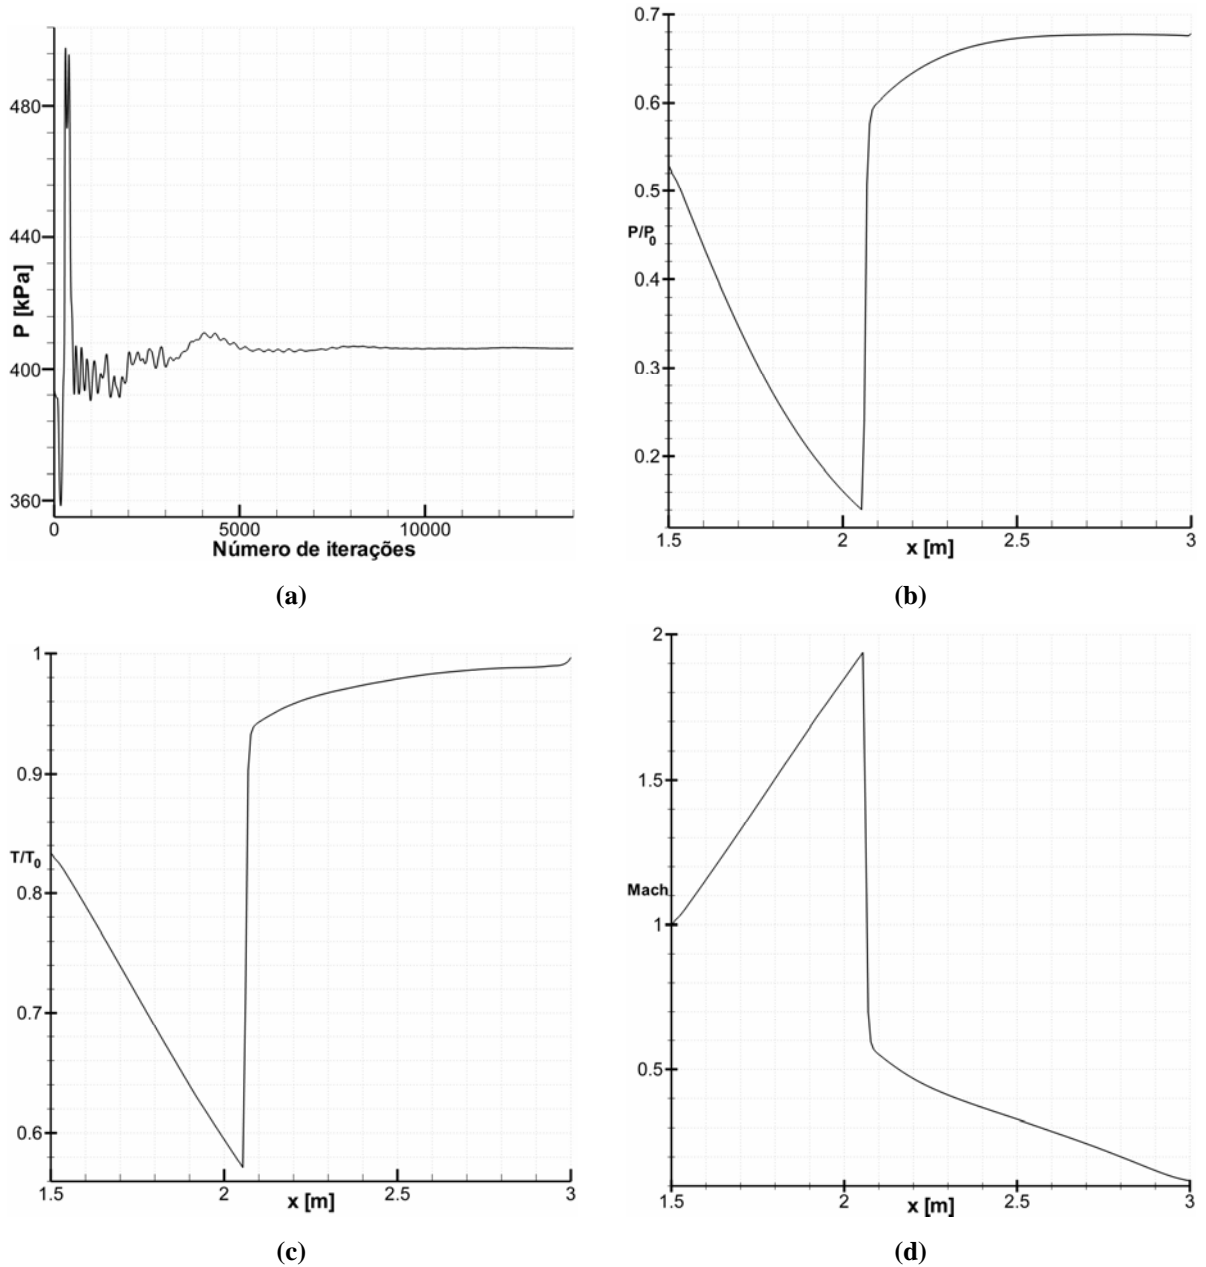 480
440
400
360
P [kPa]
0
5000
10000
Número de iterações
(a)
0.7
0.6
0.5
0.4
0.3
0.2
P/P0
1.5
2
2.5
3
x [m]
(b)
1
0.9
0.8
0.7
0.6
T/T0
1.5
2
2.5
3
x [m]
(c)
2
1.5
1
0.5
Mach
1.5
2
2.5
3
x [m]
(d)